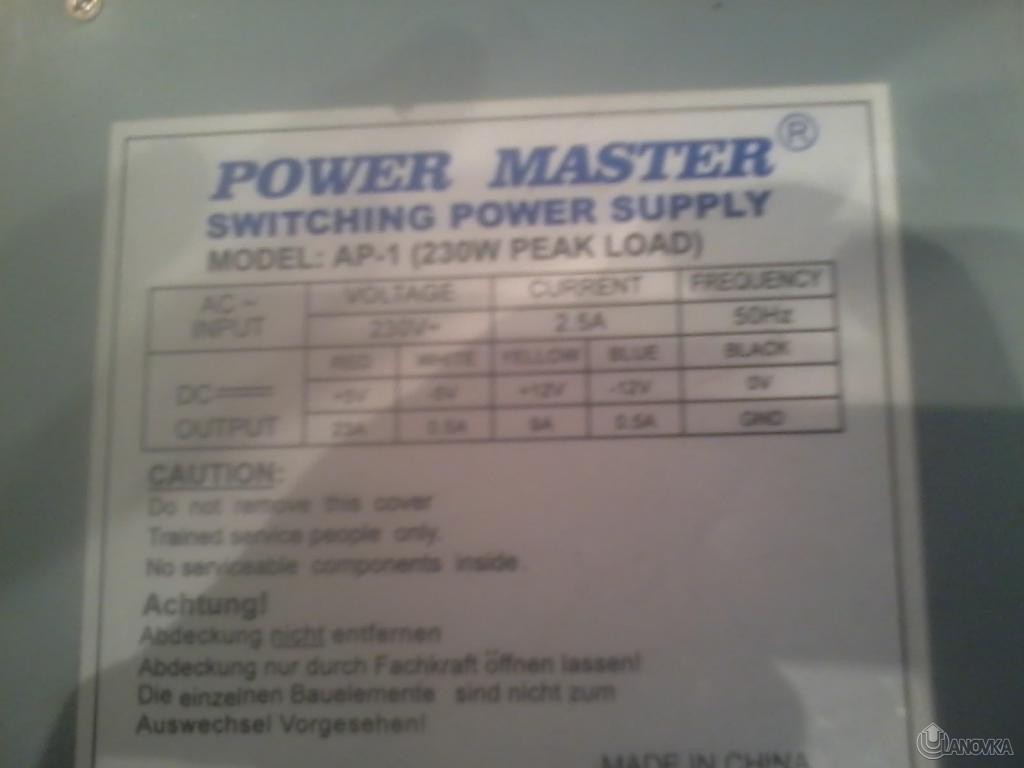 POWER MASTER ®
SWITCHING POWER SUPPLY
MODEL: AP-1 (230W PEAK LOAD)
AC ~ INPUT VOLTAGE CURRENT FREQUENCY
230V~ 2.5A 50Hz
DC OUTPUT RED WHITE YELLOW BLUE BLACK
+5V -5V +12V -12V 0V
23A 0.5A 9A 0.5A GND
CAUTION:
Do not remove this cover
Trained service people only.
No serviceable components inside.
Achtung!
Abdeckung nicht entfernen
Abdeckung nur durch Fachkraft öffnen lassen!
Die einzelnen Bauelemente sind nicht zum
Auswechsel Vorgesehen!
MADE IN CHINA
ULANOVKA